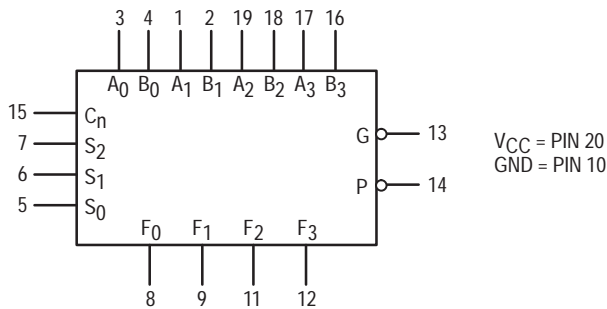 3 4 1 2 19 18 17 16
A0 B0 A1 B1 A2 B2 A3 B3
15 Cn
7 S2
6 S1
5 S0
G 13
P 14
VCC = PIN 20
GND = PIN 10
F0 F1 F2 F3
8 9 11 12